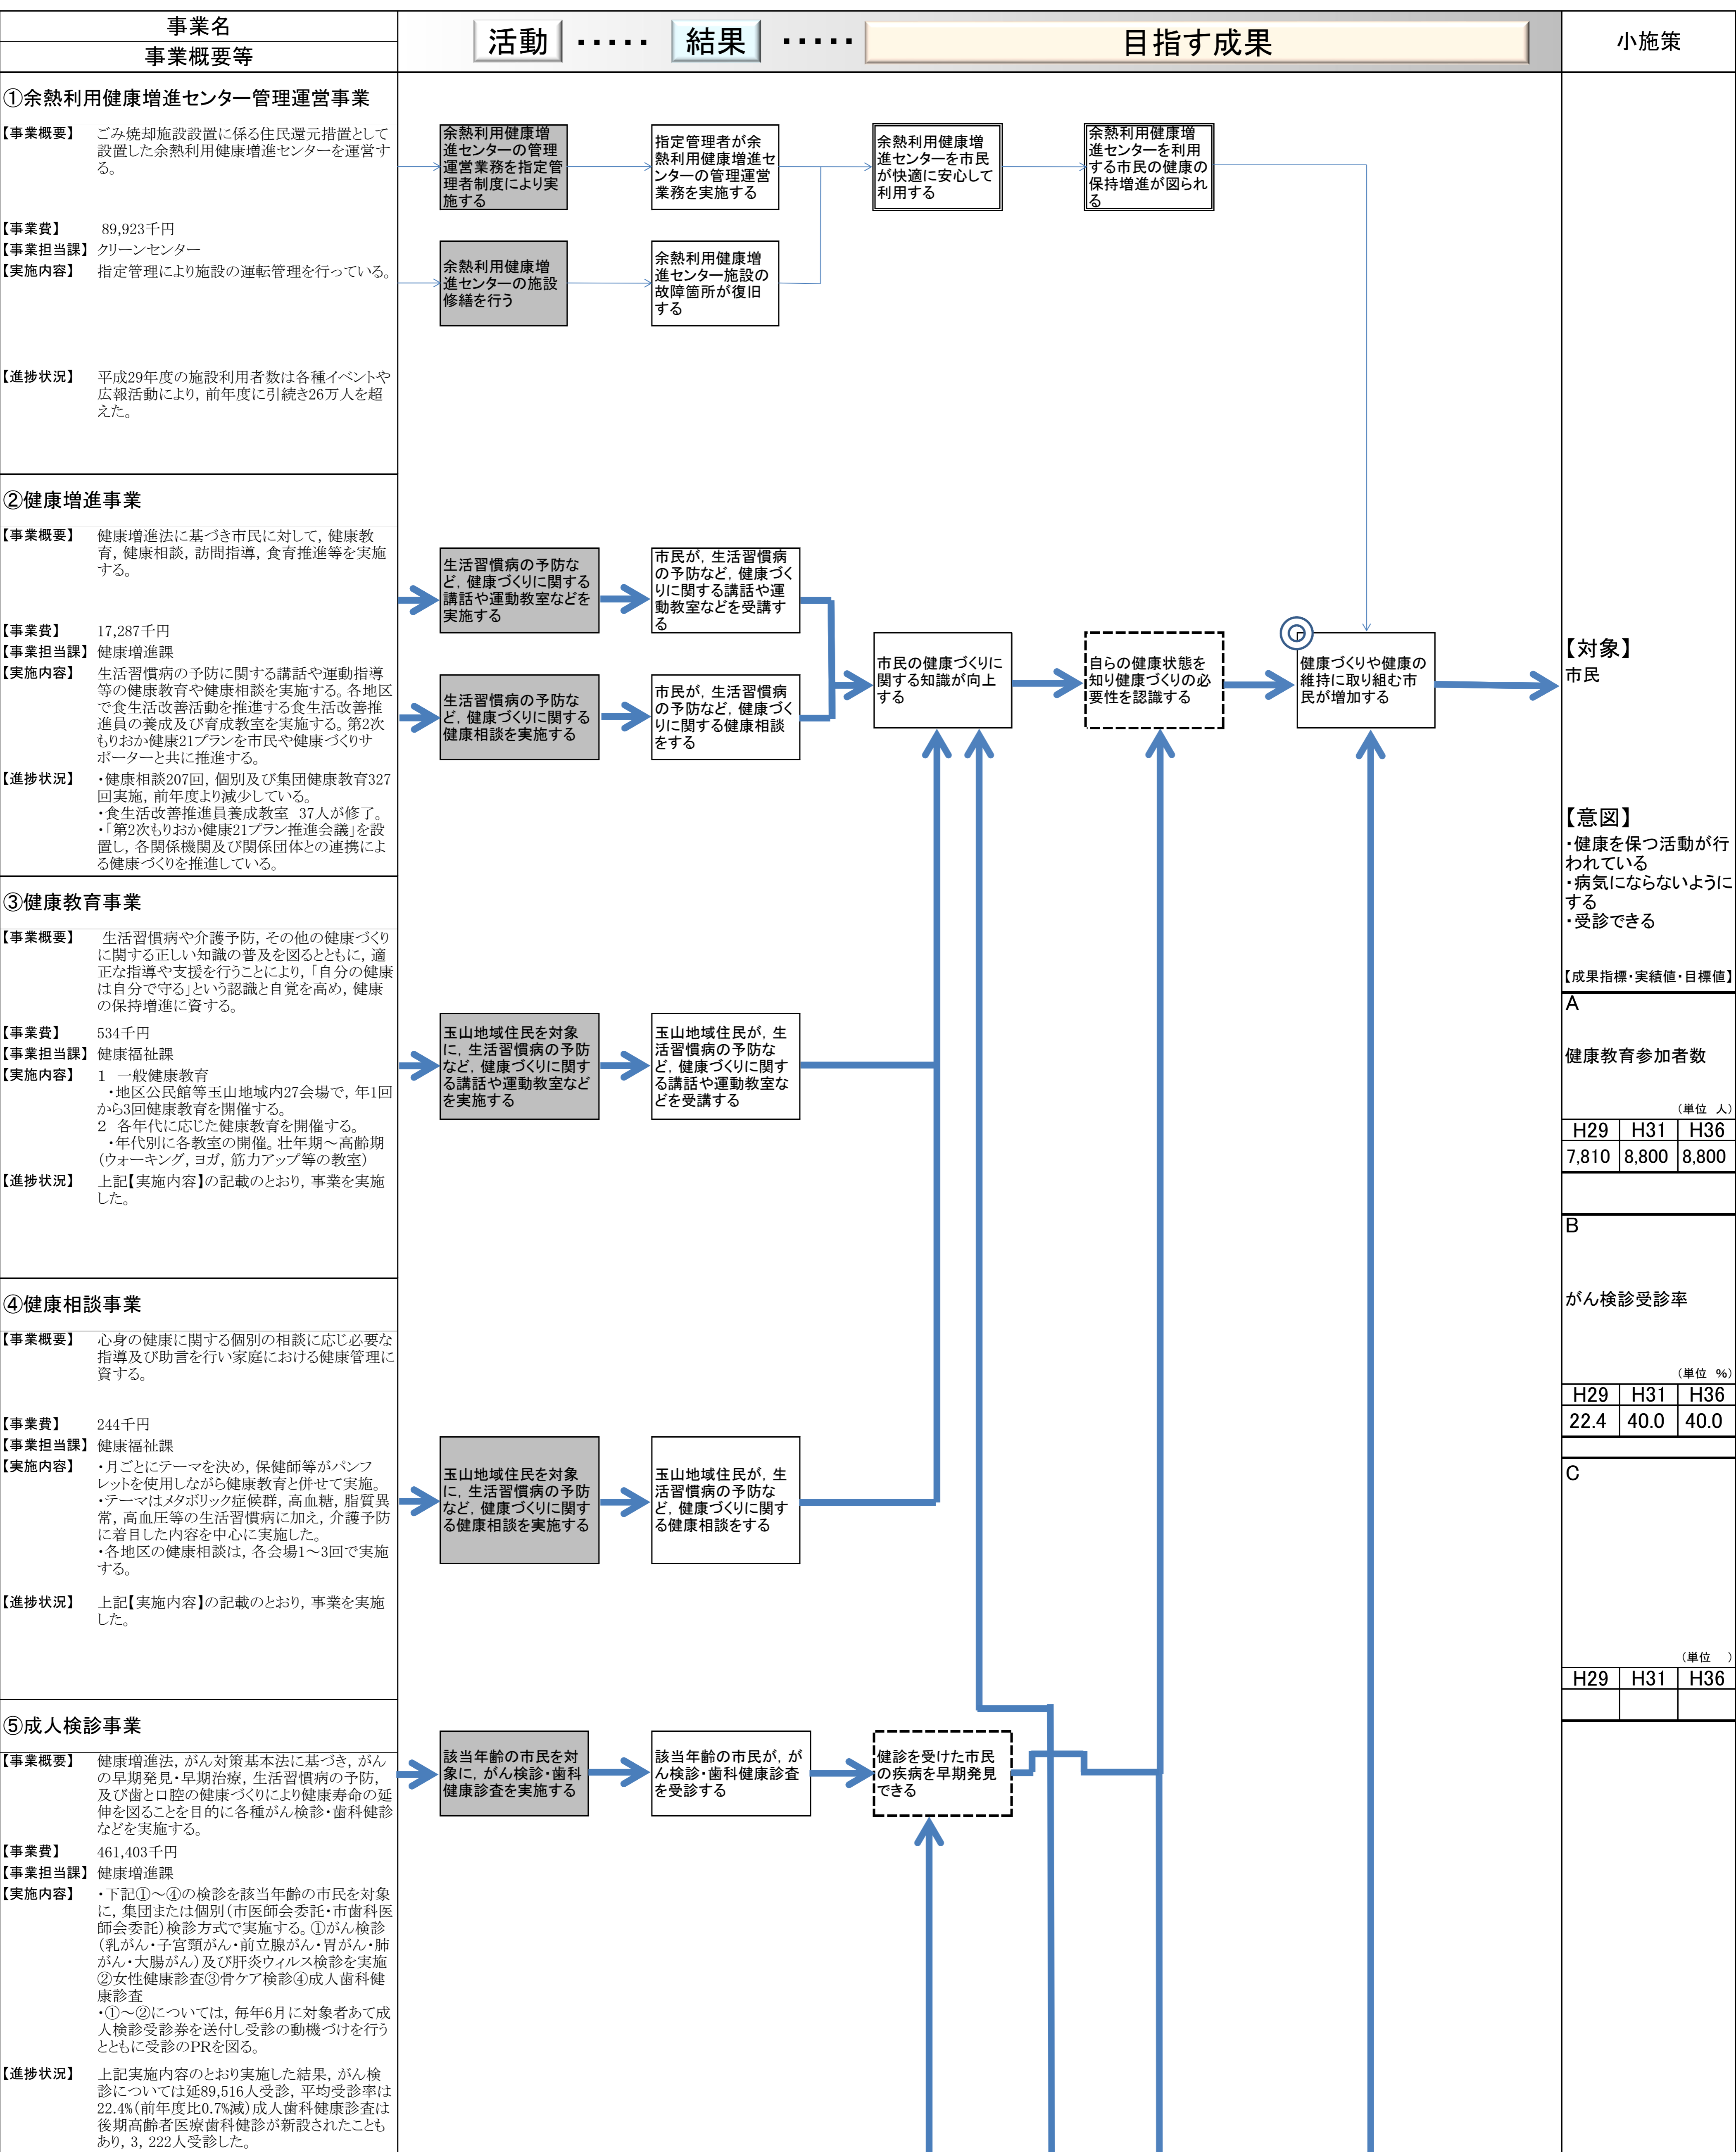 事業名
事業概要等
活動 ・・・・・ 結果 ・・・・・ 目指す成果
小施策
①余熱利用健康増進センター管理運営事業
【事業概要】 ごみ焼却施設設置に係る住民還元措置として
設置した余熱利用健康増進センターを運営す
る。
【事業費】 89,923千円
【事業担当課】 クリーンセンター
【実施内容】 指定管理により施設の運転管理を行っている。
【進捗状況】 平成29年度の施設利用者数は各種イベントや
広報活動により，前年度に引続き26万人を超
えた。
余熱利用健康増
進センターの管理
運営業務を指定管
理者制度により実
施する
指定管理者が余
熱利用健康増進セ
ンターの管理運営
業務を実施する
余熱利用健康増
進センターを市民
が快適に安心して
利用する
余熱利用健康増
進センターを利用
する市民の健康の
保持増進が図られ
る
余熱利用健康増
進センターの施設
修繕を行う
余熱利用健康増
進センター施設の
故障箇所が復旧
する
②健康増進事業
【事業概要】 健康増進法に基づき市民に対して，健康教
育，健康相談，訪問指導，食育推進等を実施
する。
【事業費】 17,287千円
【事業担当課】 健康増進課
【実施内容】 生活習慣病の予防に関する講話や運動指導
等の健康教育や健康相談を実施する。各地区
で食生活改善活動を推進する食生活改善推
進員の養成及び育成教室を実施する。第2次
もりおか健康21プランを市民や健康づくりサ
ポーターと共に推進する。
【進捗状況】 ・健康相談207回，個別及び集団健康教育327
回実施，前年度より減少している。
・食生活改善推進員養成教室　37人が修了。
・「第2次もりおか健康21プラン推進会議」を設
置し，各関係機関及び関係団体との連携によ
る健康づくりを推進している。
生活習慣病の予防な
ど，健康づくりに関する
講話や運動教室などを
実施する
市民が，生活習慣病
の予防など，健康づく
りに関する講話や運
動教室などを受講す
る
生活習慣病の予防な
ど，健康づくりに関する
健康相談を実施する
市民が，生活習慣病
の予防など，健康づく
りに関する健康相談
をする
市民の健康づくりに
関する知識が向上
する
自らの健康状態を
知り健康づくりの必
要性を認識する
健康づくりや健康の
維持に取り組む市
民が増加する
③健康教育事業
【事業概要】 生活習慣病や介護予防，その他の健康づくり
に関する正しい知識の普及を図るとともに，適
正な指導や支援を行うことにより，「自分の健康
は自分で守る」という認識と自覚を高め，健康
の保持増進に資する。
【事業費】 534千円
【事業担当課】 健康福祉課
【実施内容】 1　一般健康教育
・地区公民館等玉山地域内27会場で，年1回
から3回健康教育を開催する。
2　各年代に応じた健康教育を開催する。
・年代別に各教室の開催。壮年期～高齢期
（ウォーキング，ヨガ，筋力アップ等の教室）
【進捗状況】 上記【実施内容】の記載のとおり，事業を実施
した。
玉山地域住民を対象
に，生活習慣病の予防
など，健康づくりに関す
る講話や運動教室など
を実施する
玉山地域住民が，生
活習慣病の予防な
ど，健康づくりに関す
る講話や運動教室な
どを受講する
④健康相談事業
【事業概要】 心身の健康に関する個別の相談に応じ必要な
指導及び助言を行い家庭における健康管理に
資する。
【事業費】 244千円
【事業担当課】 健康福祉課
【実施内容】 ・月ごとにテーマを決め，保健師等がパンフ
レットを使用しながら健康教育と併せて実施。
・テーマはメタボリック症候群，高血糖，脂質異
常，高血圧等の生活習慣病に加え，介護予防
に着目した内容を中心に実施した。
・各地区の健康相談は，各会場1～3回で実施
する。
【進捗状況】 上記【実施内容】の記載のとおり，事業を実施
した。
玉山地域住民を対象
に，生活習慣病の予防
など，健康づくりに関す
る健康相談を実施する
玉山地域住民が，生
活習慣病の予防な
ど，健康づくりに関す
る健康相談をする
⑤成人検診事業
【事業概要】 健康増進法，がん対策基本法に基づき，がん
の早期発見・早期治療，生活習慣病の予防，
及び歯と口腔の健康づくりにより健康寿命の延
伸を図ることを目的に各種がん検診・歯科健診
などを実施する。
【事業費】 461,403千円
【事業担当課】 健康増進課
【実施内容】 ・下記①～④の検診を該当年齢の市民を対象
に，集団または個別（市医師会委託・市歯科医
師会委託）検診方式で実施する。①がん検診
（乳がん・子宮頸がん・前立腺がん・胃がん・肺
がん・大腸がん）及び肝炎ウィルス検診を実施
②女性健康診査③骨ケア検診④成人歯科健
康診査
・①～②については，毎年6月に対象者あて成
人検診受診券を送付し受診の動機づけを行う
とともに受診のPRを図る。
【進捗状況】 上記実施内容のとおり実施した結果，がん検
診については延89,516人受診，平均受診率は
22.4%（前年度比0.7%減）成人歯科健康診査は
後期高齢者医療歯科健診が新設されたことも
あり，3，222人受診した。
該当年齢の市民を対
象に，がん検診・歯科
健康診査を実施する
該当年齢の市民が，が
ん検診・歯科健康診査
を受診する
健診を受けた市民
の疾病を早期発見
できる
【対象】
市民
【意図】
・健康を保つ活動が行
われている
・病気にならないように
する
・受診できる
【成果指標・実績値・目標値】
A
健康教育参加者数
（単位　人）
H29 H31 H36
7,810 8,800 8,800
B
がん検診受診率
（単位　％）
H29 H31 H36
22.4 40.0 40.0
C
（単位　）
H29 H31 H36